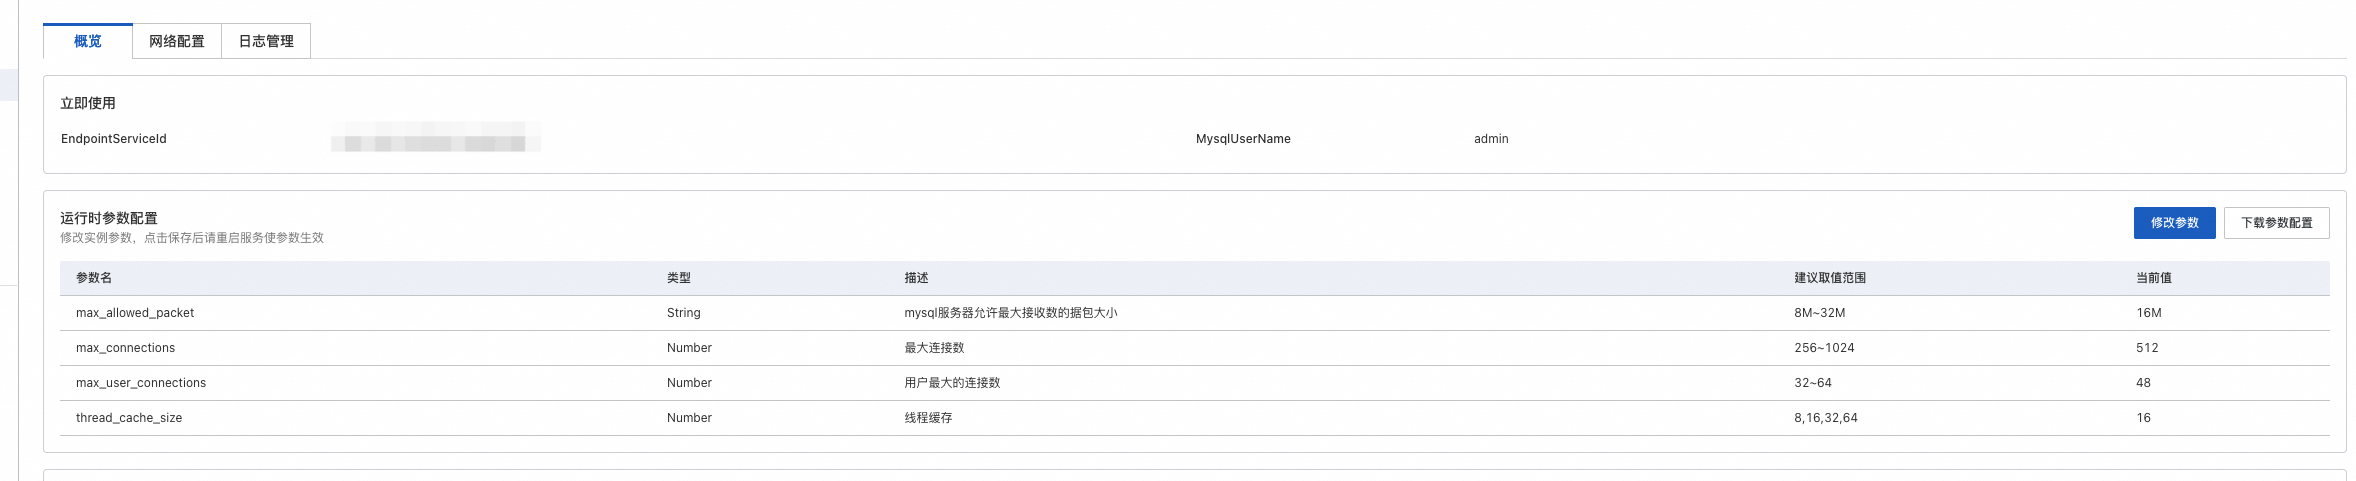 概览 网络配置 日志管理
立即使用
EndpointServiceId MysqlUserName admin
运行时参数配置
修改实例参数，点击保存后请重启服务使参数生效
修改参数 下载参数配置
参数名 类型 描述 建议取值范围 当前值
max_allowed_packet String mysql服务器允许最大接收数的据包大小 8M~32M 16M
max_connections Number 最大连接数 256~1024 512
max_user_connections Number 用户最大的连接数 32~64 48
thread_cache_size Number 线程缓存 8,16,32,64 16